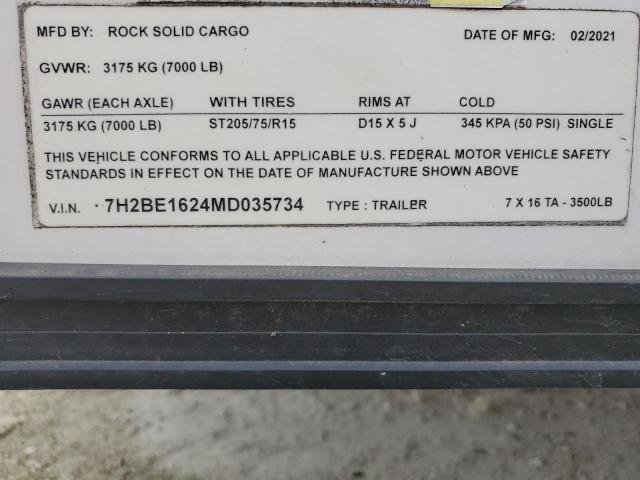 MFD BY: ROCK SOLID CARGO DATE OF MFG: 02/2021
GVWR: 3175 KG (7000 LB)
GAWR (EACH AXLE) WITH TIRES RIMS AT COLD
3175 KG (7000 LB) ST205/75/R15 D15 X 5 J 345 KPA (50 PSI) SINGLE
THIS VEHICLE CONFORMS TO ALL APPLICABLE U.S. FEDERAL MOTOR VEHICLE SAFETY
STANDARDS IN EFFECT ON THE DATE OF MANUFACTURE SHOWN ABOVE
V.I.N. 7H2BE1624MD035734 TYPE : TRAILER 7 X 16 TA - 3500LB